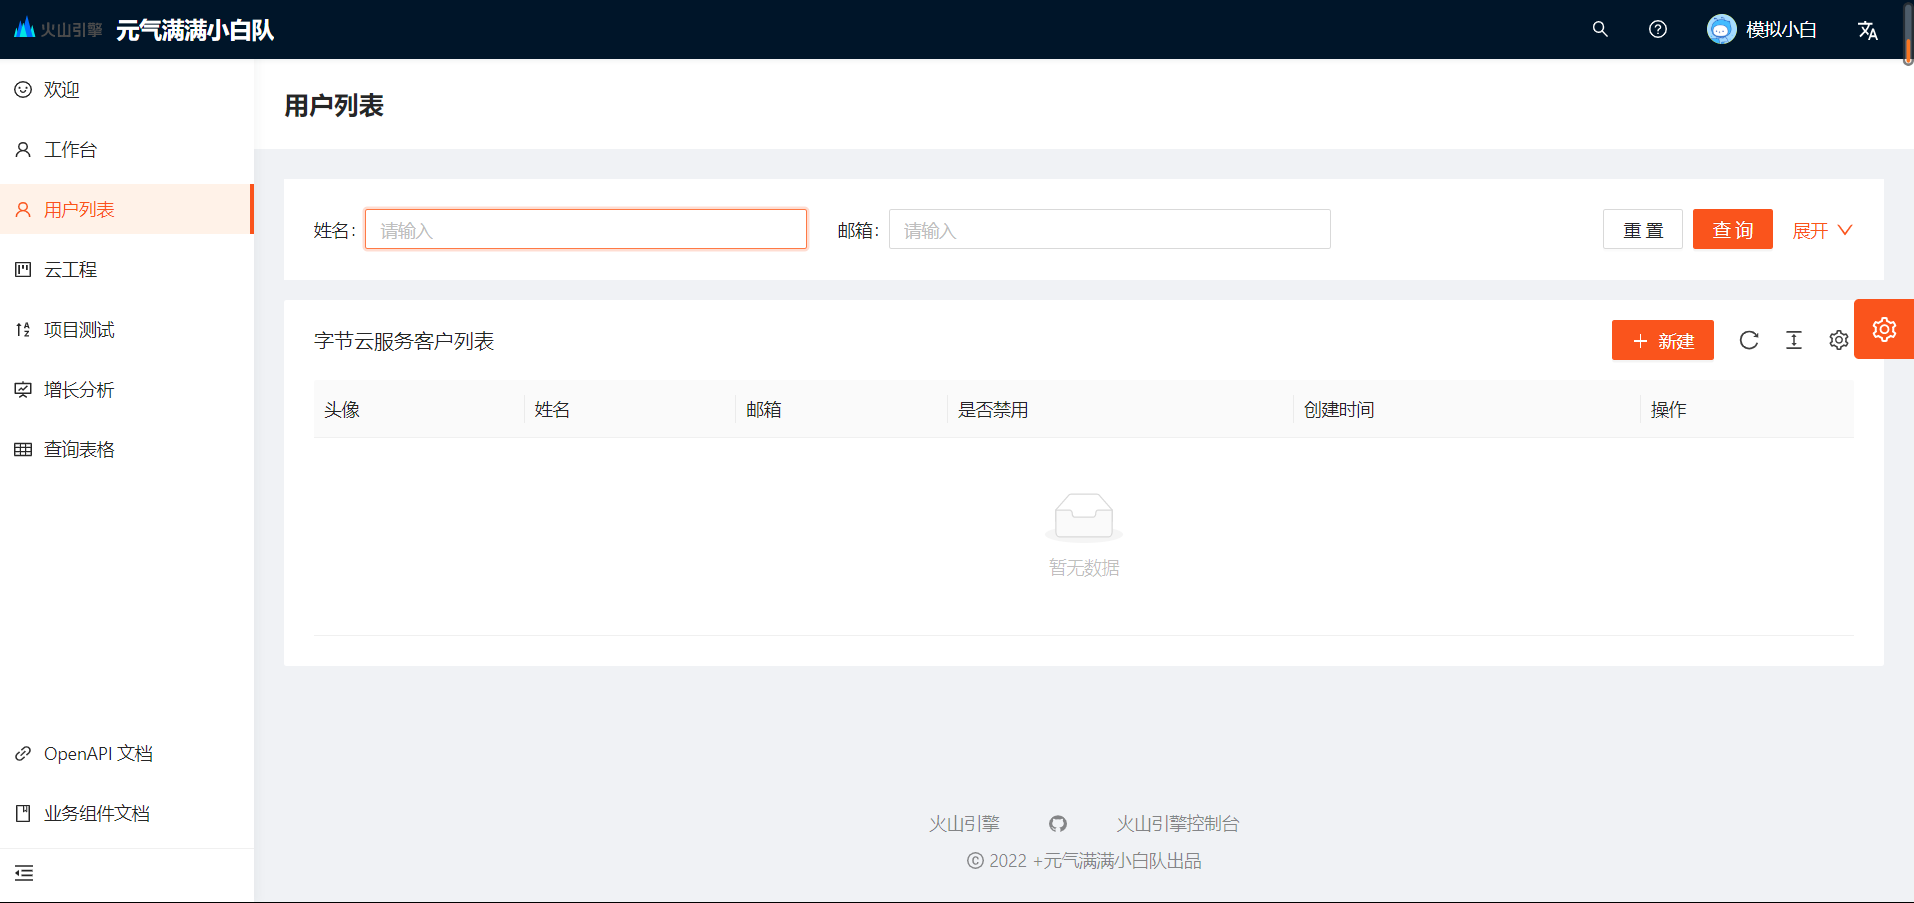 火山引擎 元气满满小白队 模拟小白
欢迎
工作台
用户列表
云工程
项目测试
增长分析
查询表格
OpenAPI 文档
业务组件文档
用户列表
姓名: 请输入 邮箱: 请输入 重 置 查 询 展开
字节云服务客户列表 新建
头像 姓名 邮箱 是否禁用 创建时间 操作
暂无数据
火山引擎 火山引擎控制台
© 2022 +元气满满小白队出品